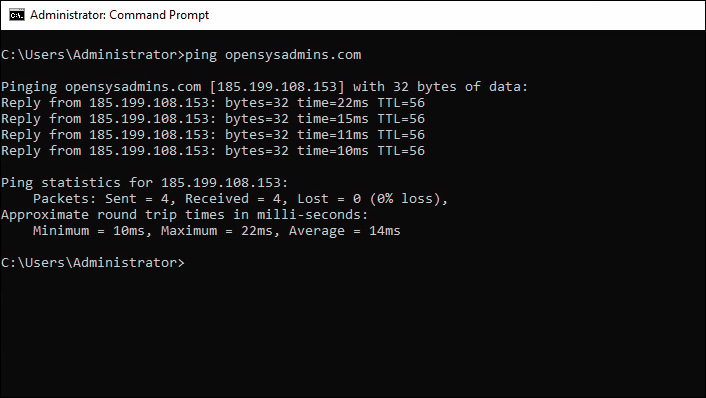 Administrator: Command Prompt
C:\Users\Administrator>ping opensysadmins.com
Pinging opensysadmins.com [185.199.108.153] with 32 bytes of data:
Reply from 185.199.108.153: bytes=32 time=22ms TTL=56
Reply from 185.199.108.153: bytes=32 time=15ms TTL=56
Reply from 185.199.108.153: bytes=32 time=11ms TTL=56
Reply from 185.199.108.153: bytes=32 time=10ms TTL=56
Ping statistics for 185.199.108.153:
    Packets: Sent = 4, Received = 4, Lost = 0 (0% loss),
Approximate round trip times in milli-seconds:
    Minimum = 10ms, Maximum = 22ms, Average = 14ms
C:\Users\Administrator>